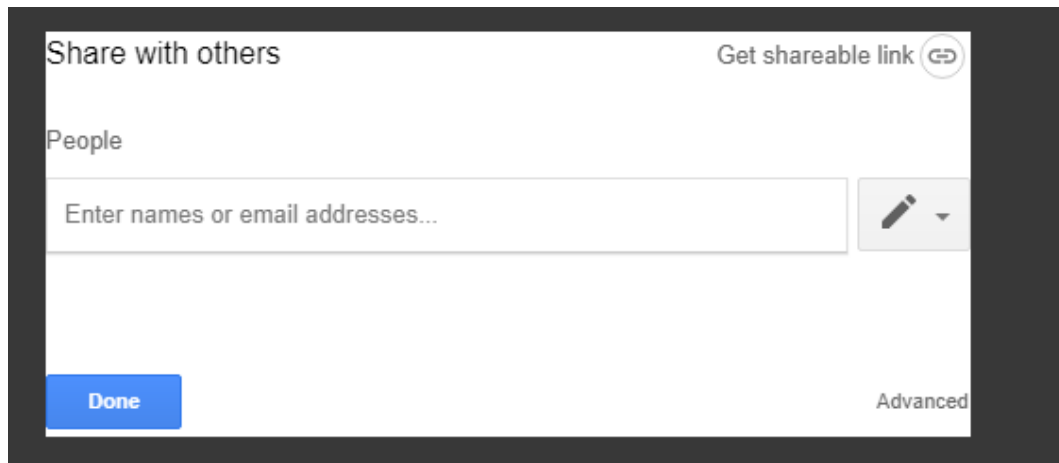 Share with others
Get shareable link
People
Enter names or email addresses...
Done
Advanced